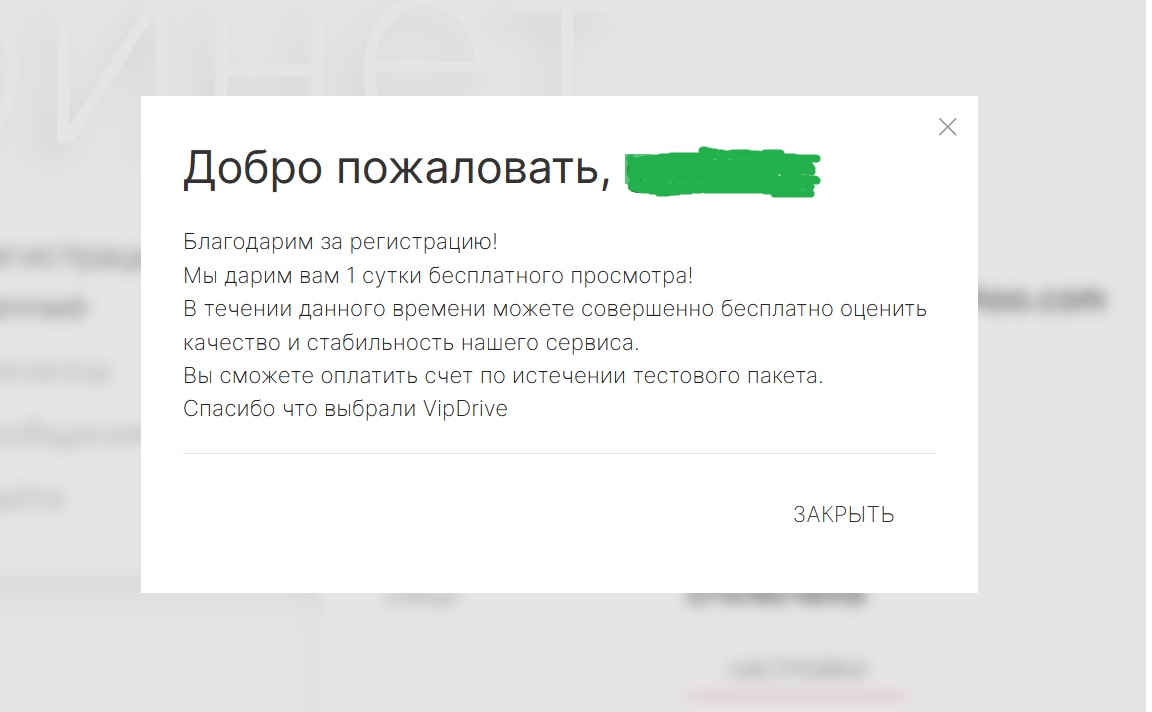 Добро пожаловать,
Благодарим за регистрацию!
Мы дарим вам 1 сутки бесплатного просмотра!
В течении данного времени можете совершенно бесплатно оценить
качество и стабильность нашего сервиса.
Вы сможете оплатить счет по истечении тестового пакета.
Спасибо что выбрали VipDrive
ЗАКРЫТЬ
НАСТРОЙКИ